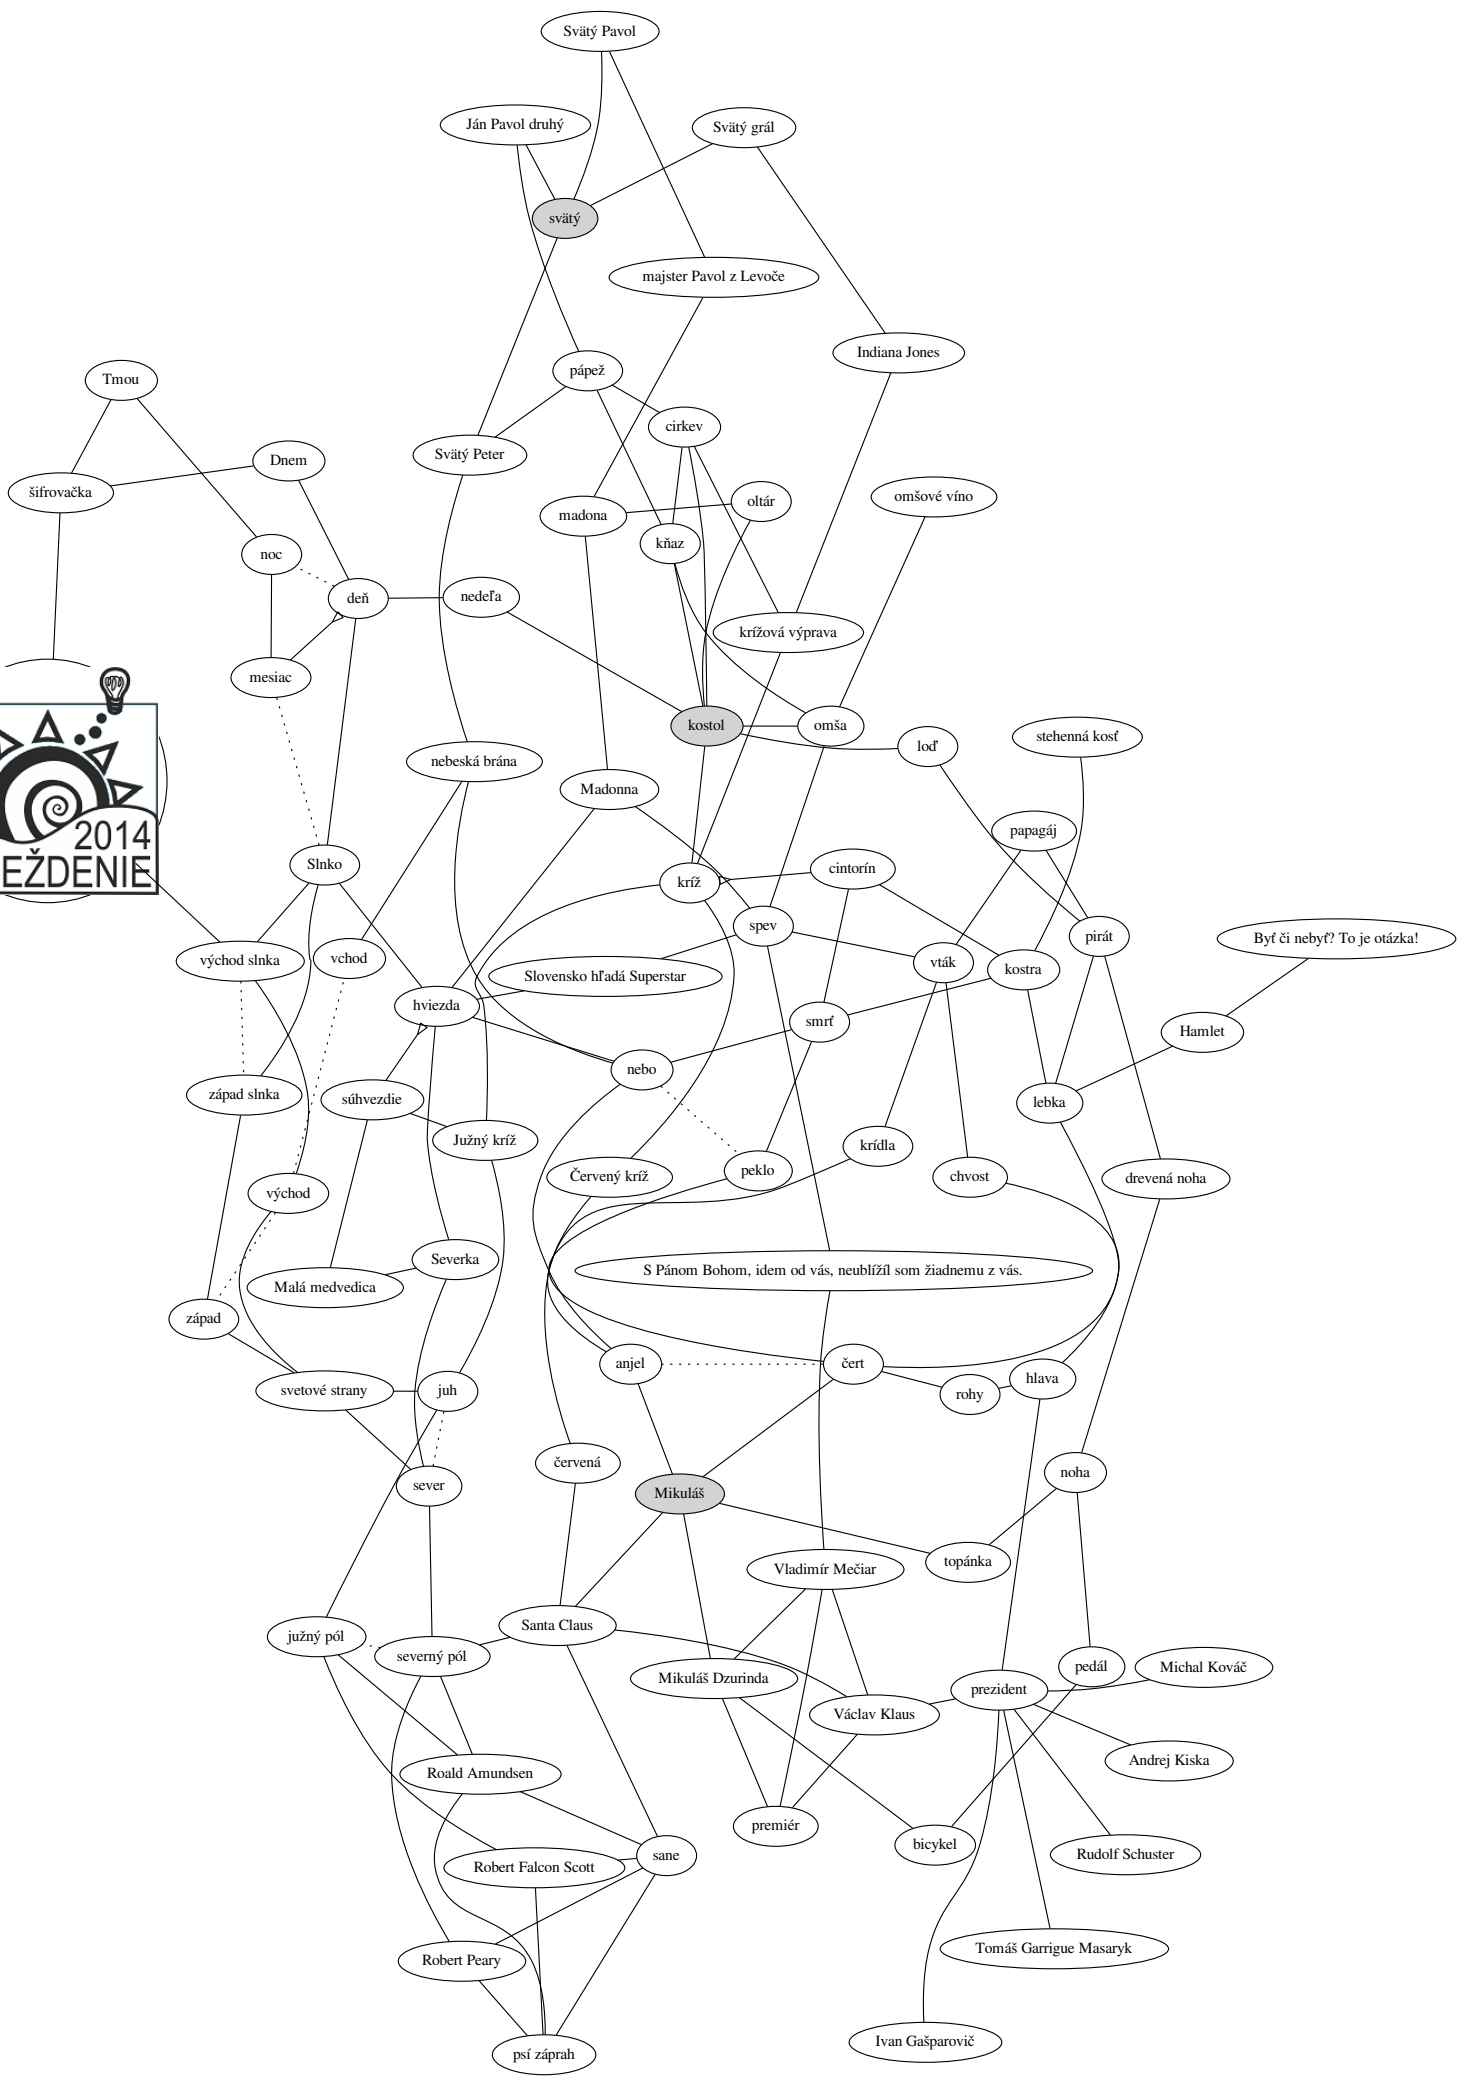 Svätý Pavol
Ján Pavol druhý
Svätý grál
svätý
majster Pavol z Levoče
Indiana Jones
pápež
Tmou
cirkev
Svätý Peter
Dnem
šifrovačka
omšové víno
oltár
madona
kňaz
noc
deň
nedeľa
krížová výprava
mesiac
kostol
omša
loď
stehenná kosť
nebeská brána
Madonna
papagáj
2014
EŽDENIE
Slnko
cintorín
kríž
spev
pirát
Byť či nebyť? To je otázka!
východ slnka
vchod
vták
kostra
Slovensko hľadá Superstar
hviezda
smrť
Hamlet
nebo
západ slnka
súhvezdie
lebka
Južný kríž
krídla
Červený kríž
peklo
chvost
drevená noha
východ
Severka
S Pánom Bohom, idem od vás, neublížíl som žiadnemu z vás.
Malá medvedica
západ
anjel
čert
hlava
svetové strany
juh
rohy
červená
noha
sever
Mikuláš
topánka
Vladimír Mečiar
Santa Claus
južný pól
severný pól
pedál
Michal Kováč
Mikuláš Dzurinda
prezident
Václav Klaus
Andrej Kiska
Roald Amundsen
premiér
bicykel
Rudolf Schuster
sane
Robert Falcon Scott
Tomáš Garrigue Masaryk
Robert Peary
Ivan Gašparovič
psí záprah